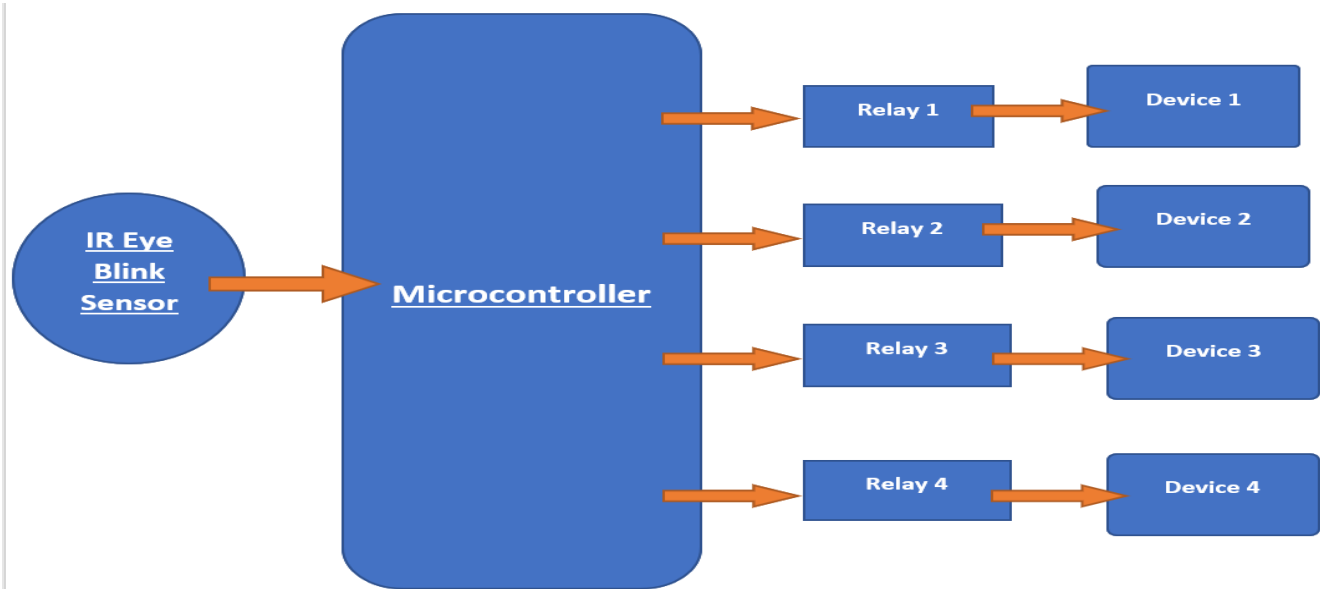 IR Eye
Blink
Sensor
Microcontroller
Relay 1
Device 1
Relay 2
Device 2
Relay 3
Device 3
Relay 4
Device 4